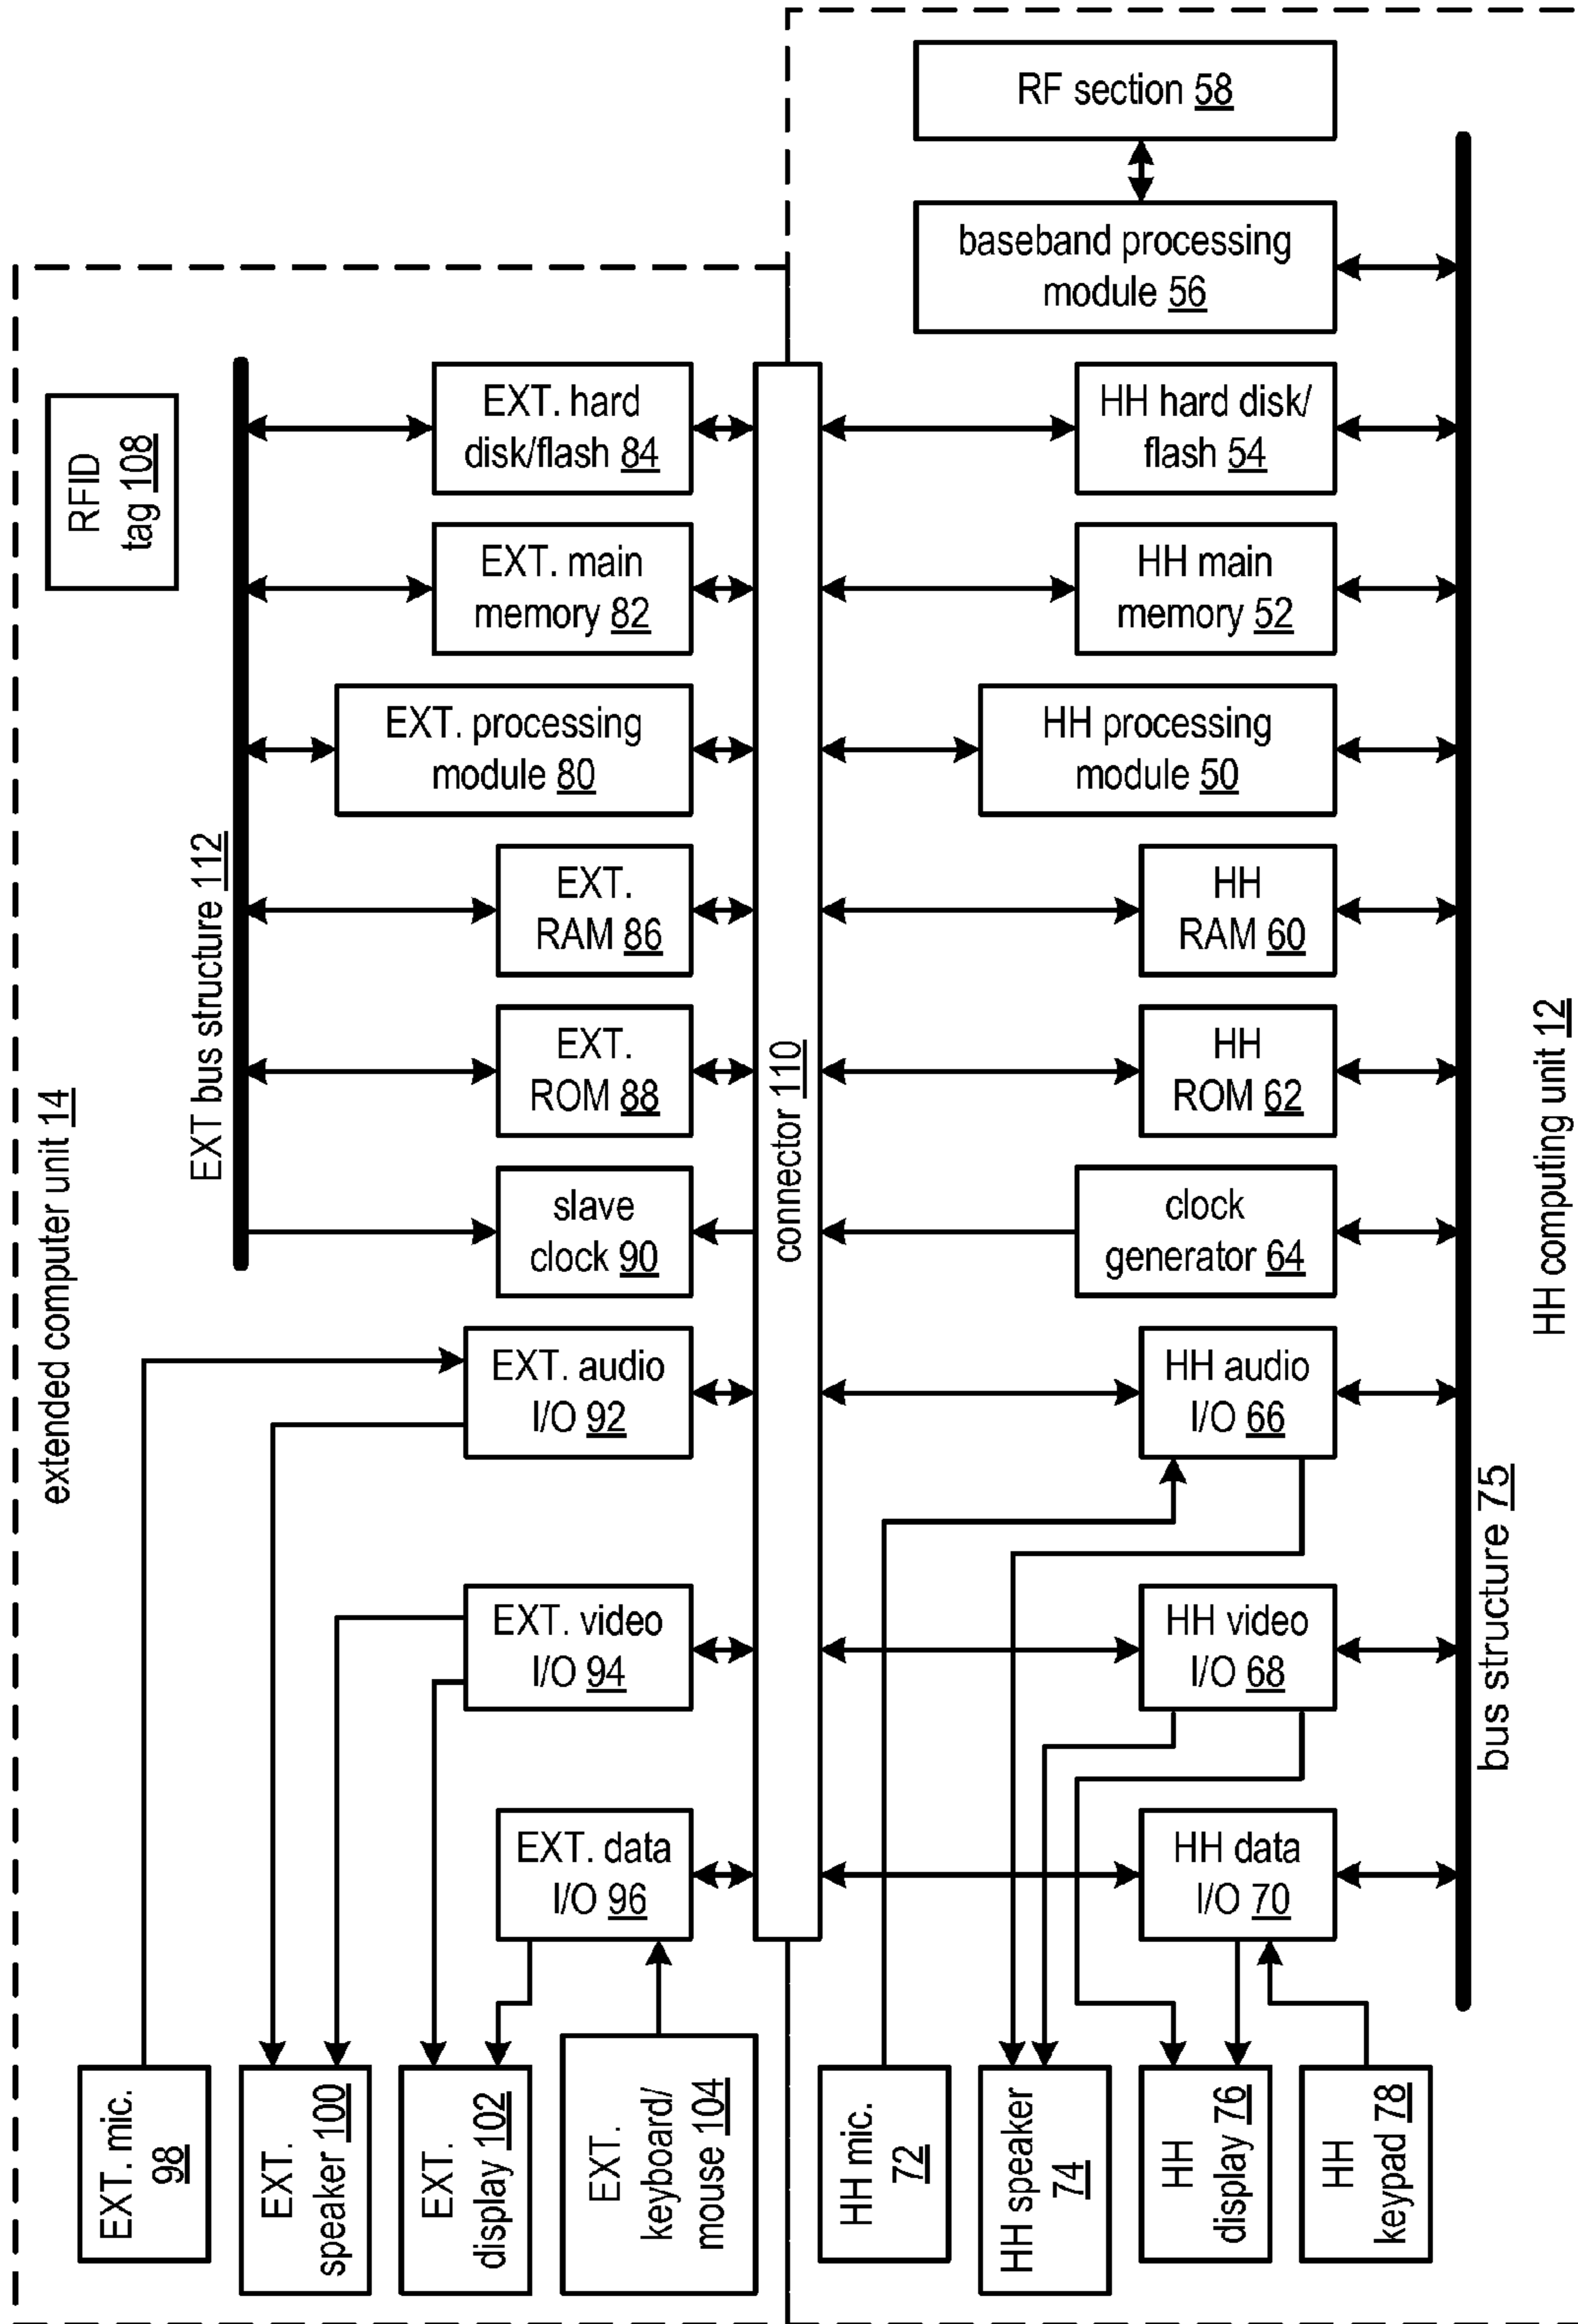 RF section 58
baseband processing
module 56
RFID
tag 108
EXT. hard
disk/flash 84
HH hard disk/
flash 54
EXT. main
memory 82
HH main
memory 52
EXT. processing
module 80
HH processing
module 50
EXT bus structure 112
EXT.
RAM 86
HH
RAM 60
extended computer unit 14
EXT.
ROM 88
connector 110
HH
ROM 62
HH computing unit 12
slave
clock 90
clock
generator 64
EXT. audio
I/O 92
HH audio
I/O 66
bus structure 75
EXT. video
I/O 94
HH video
I/O 68
EXT. data
I/O 96
HH data
I/O 70
EXT. mic.
98
EXT.
speaker 100
EXT.
display 102
EXT.
keyboard/
mouse 104
HH mic.
72
HH speaker
74
HH
display 76
HH
keypad 78